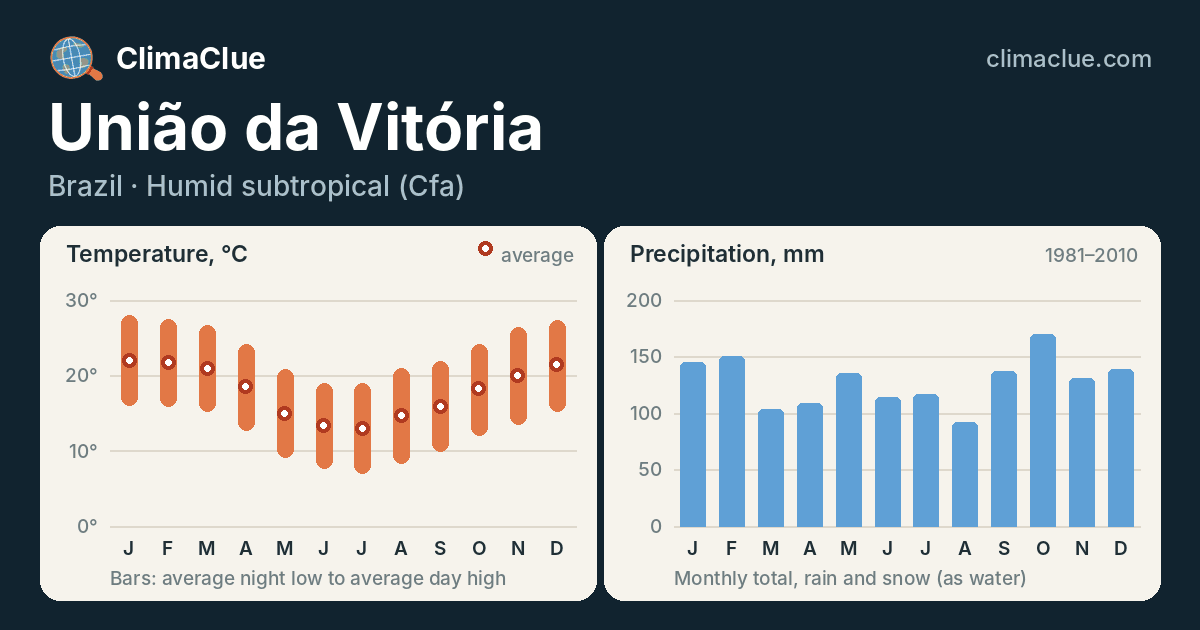 ClimaClue
climaclue.com
União da Vitória
Brazil · Humid subtropical (Cfa)
Temperature, °C
average
30°
20°
10°
0°
J F M A M J J A S O N D
Bars: average night low to average day high
Precipitation, mm
1981–2010
200
150
100
50
0
J F M A M J J A S O N D
Monthly total, rain and snow (as water)